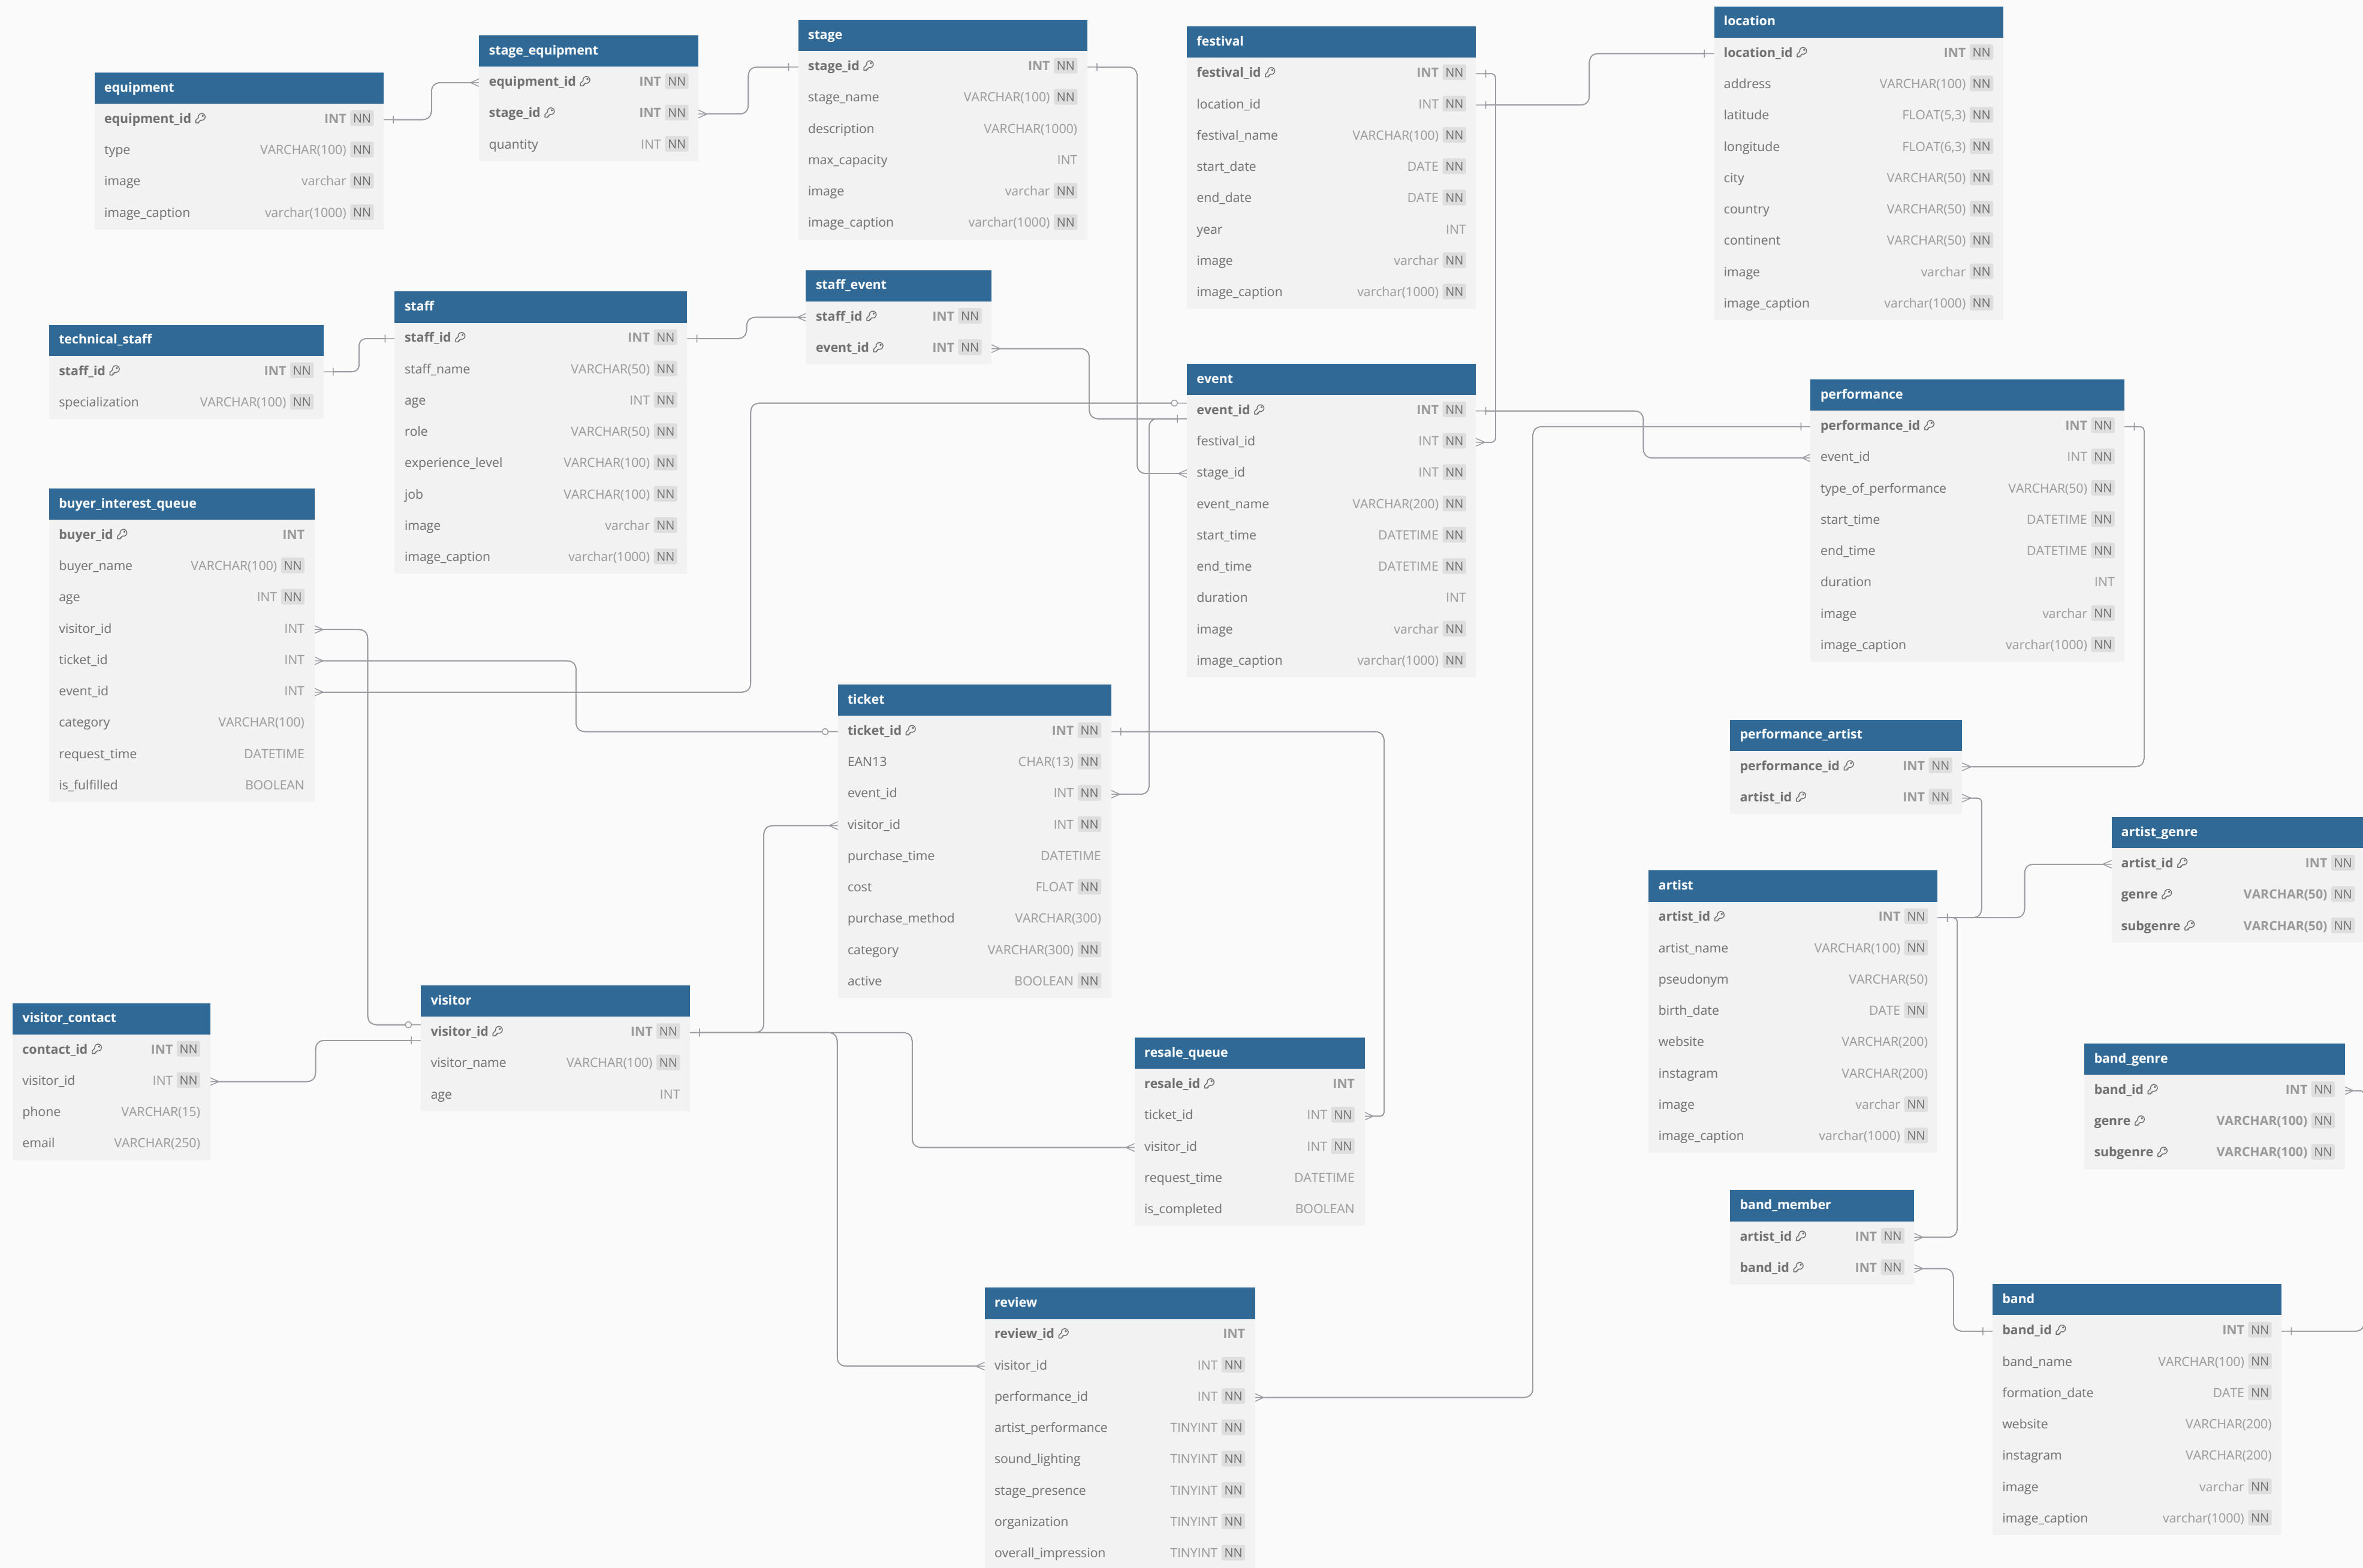 equipment
equipment_id INT NN
type VARCHAR(100) NN
image varchar NN
image_caption varchar(1000) NN
stage_equipment
equipment_id INT NN
stage_id INT NN
quantity INT NN
stage
stage_id INT NN
stage_name VARCHAR(100) NN
description VARCHAR(1000)
max_capacity INT
image varchar NN
image_caption varchar(1000) NN
festival
festival_id INT NN
location_id INT NN
festival_name VARCHAR(100) NN
start_date DATE NN
end_date DATE NN
year INT
image varchar NN
image_caption varchar(1000) NN
location
location_id INT NN
address VARCHAR(100) NN
latitude FLOAT(5,3) NN
longitude FLOAT(6,3) NN
city VARCHAR(50) NN
country VARCHAR(50) NN
continent VARCHAR(50) NN
image varchar NN
image_caption varchar(1000) NN
technical_staff
staff_id INT NN
specialization VARCHAR(100) NN
staff
staff_id INT NN
staff_name VARCHAR(50) NN
age INT NN
role VARCHAR(50) NN
experience_level VARCHAR(100) NN
job VARCHAR(100) NN
image varchar NN
image_caption varchar(1000) NN
staff_event
staff_id INT NN
event_id INT NN
event
event_id INT NN
festival_id INT NN
stage_id INT NN
event_name VARCHAR(200) NN
start_time DATETIME NN
end_time DATETIME NN
duration INT
image varchar NN
image_caption varchar(1000) NN
performance
performance_id INT NN
event_id INT NN
type_of_performance VARCHAR(50) NN
start_time DATETIME NN
end_time DATETIME NN
duration INT
image varchar NN
image_caption varchar(1000) NN
buyer_interest_queue
buyer_id INT
buyer_name VARCHAR(100) NN
age INT NN
visitor_id INT
ticket_id INT
event_id INT
category VARCHAR(100)
request_time DATETIME
is_fulfilled BOOLEAN
ticket
ticket_id INT NN
EAN13 CHAR(13) NN
event_id INT NN
visitor_id INT NN
purchase_time DATETIME
cost FLOAT NN
purchase_method VARCHAR(300)
category VARCHAR(300) NN
active BOOLEAN NN
performance_artist
performance_id INT NN
artist_id INT NN
artist_genre
artist_id INT NN
genre VARCHAR(50) NN
subgenre VARCHAR(50) NN
artist
artist_id INT NN
artist_name VARCHAR(100) NN
pseudonym VARCHAR(50)
birth_date DATE NN
website VARCHAR(200)
instagram VARCHAR(200)
image varchar NN
image_caption varchar(1000) NN
visitor_contact
contact_id INT NN
visitor_id INT NN
phone VARCHAR(15)
email VARCHAR(250)
visitor
visitor_id INT NN
visitor_name VARCHAR(100) NN
age INT
resale_queue
resale_id INT
ticket_id INT NN
visitor_id INT NN
request_time DATETIME
is_completed BOOLEAN
band_genre
band_id INT NN
genre VARCHAR(100) NN
subgenre VARCHAR(100) NN
band_member
artist_id INT NN
band_id INT NN
review
review_id INT
visitor_id INT NN
performance_id INT NN
artist_performance TINYINT NN
sound_lighting TINYINT NN
stage_presence TINYINT NN
organization TINYINT NN
overall_impression TINYINT NN
band
band_id INT NN
band_name VARCHAR(100) NN
formation_date DATE NN
website VARCHAR(200)
instagram VARCHAR(200)
image varchar NN
image_caption varchar(1000) NN